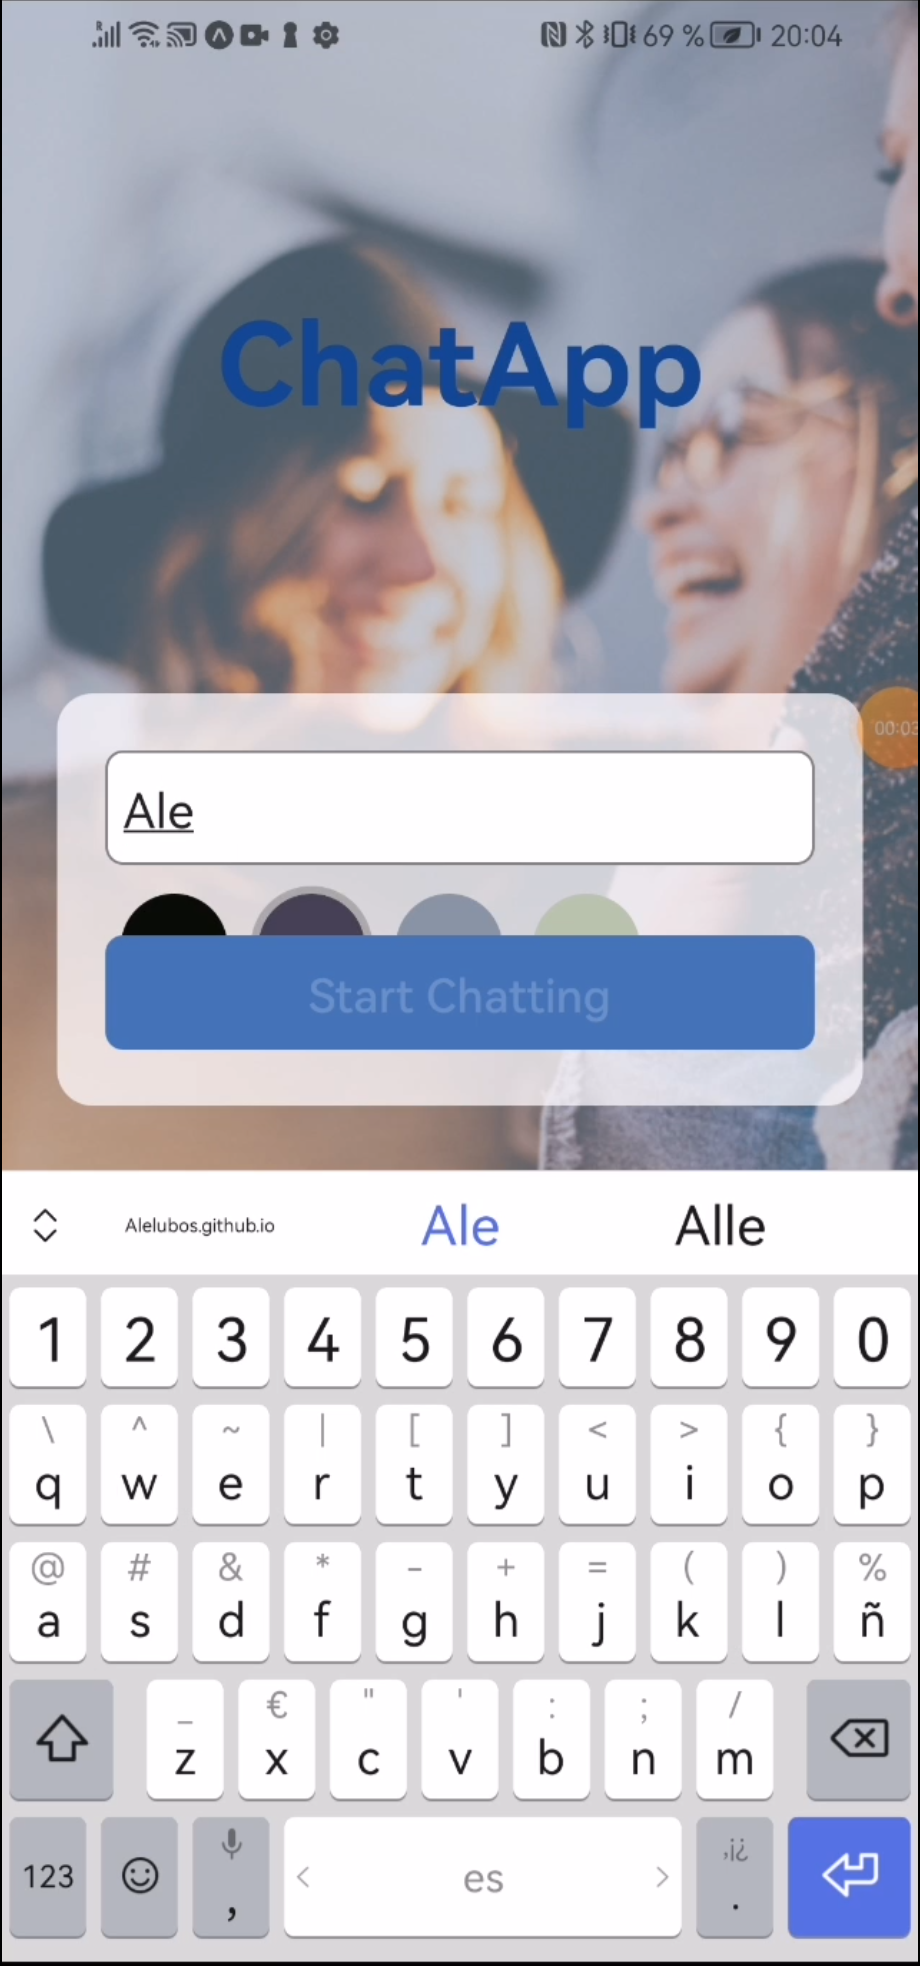 R 69 % 20:04
ChatApp
00:03
Ale
Start Chatting
Alelubos.github.io Ale Alle
1 2 3 4 5 6 7 8 9 0
\ ^ ~ | [ ] < > { }
q w e r t y u i o p
@ # & * - + = ( ) %
a s d f g h j k l ñ
_ € " ' : ; /
z x c v b n m
,¡¿
123 , < es > .